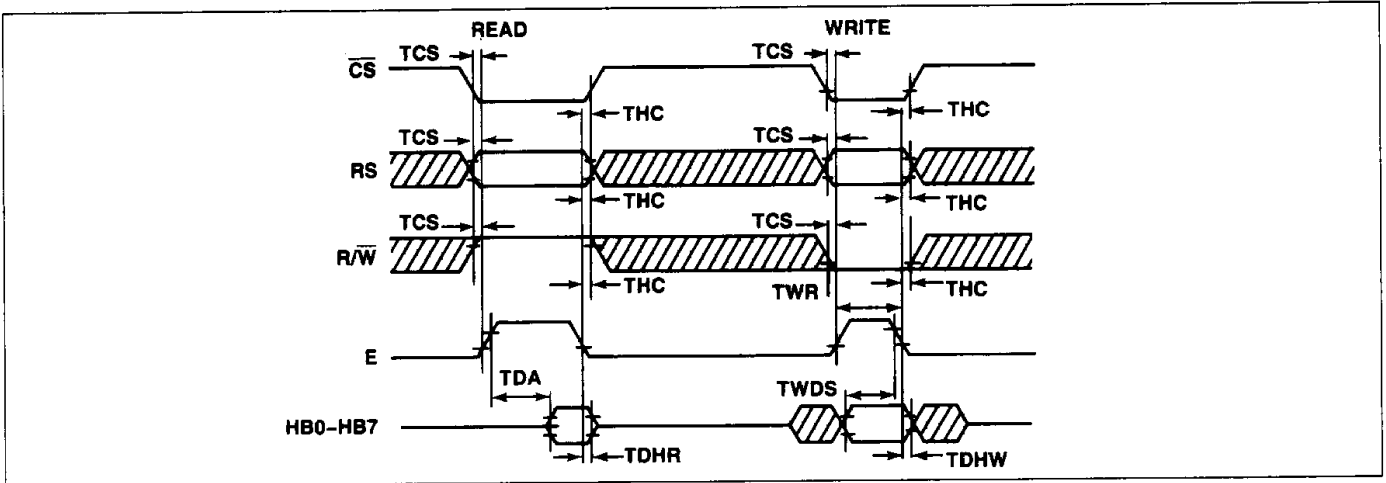 READ WRITE
TCS TCS
C̅S̅
THC THC
TCS TCS
RS
THC THC
TCS TCS
R/W̅
THC TWR THC
E
TDA TWDS
HB0–HB7
TDHR TDHW